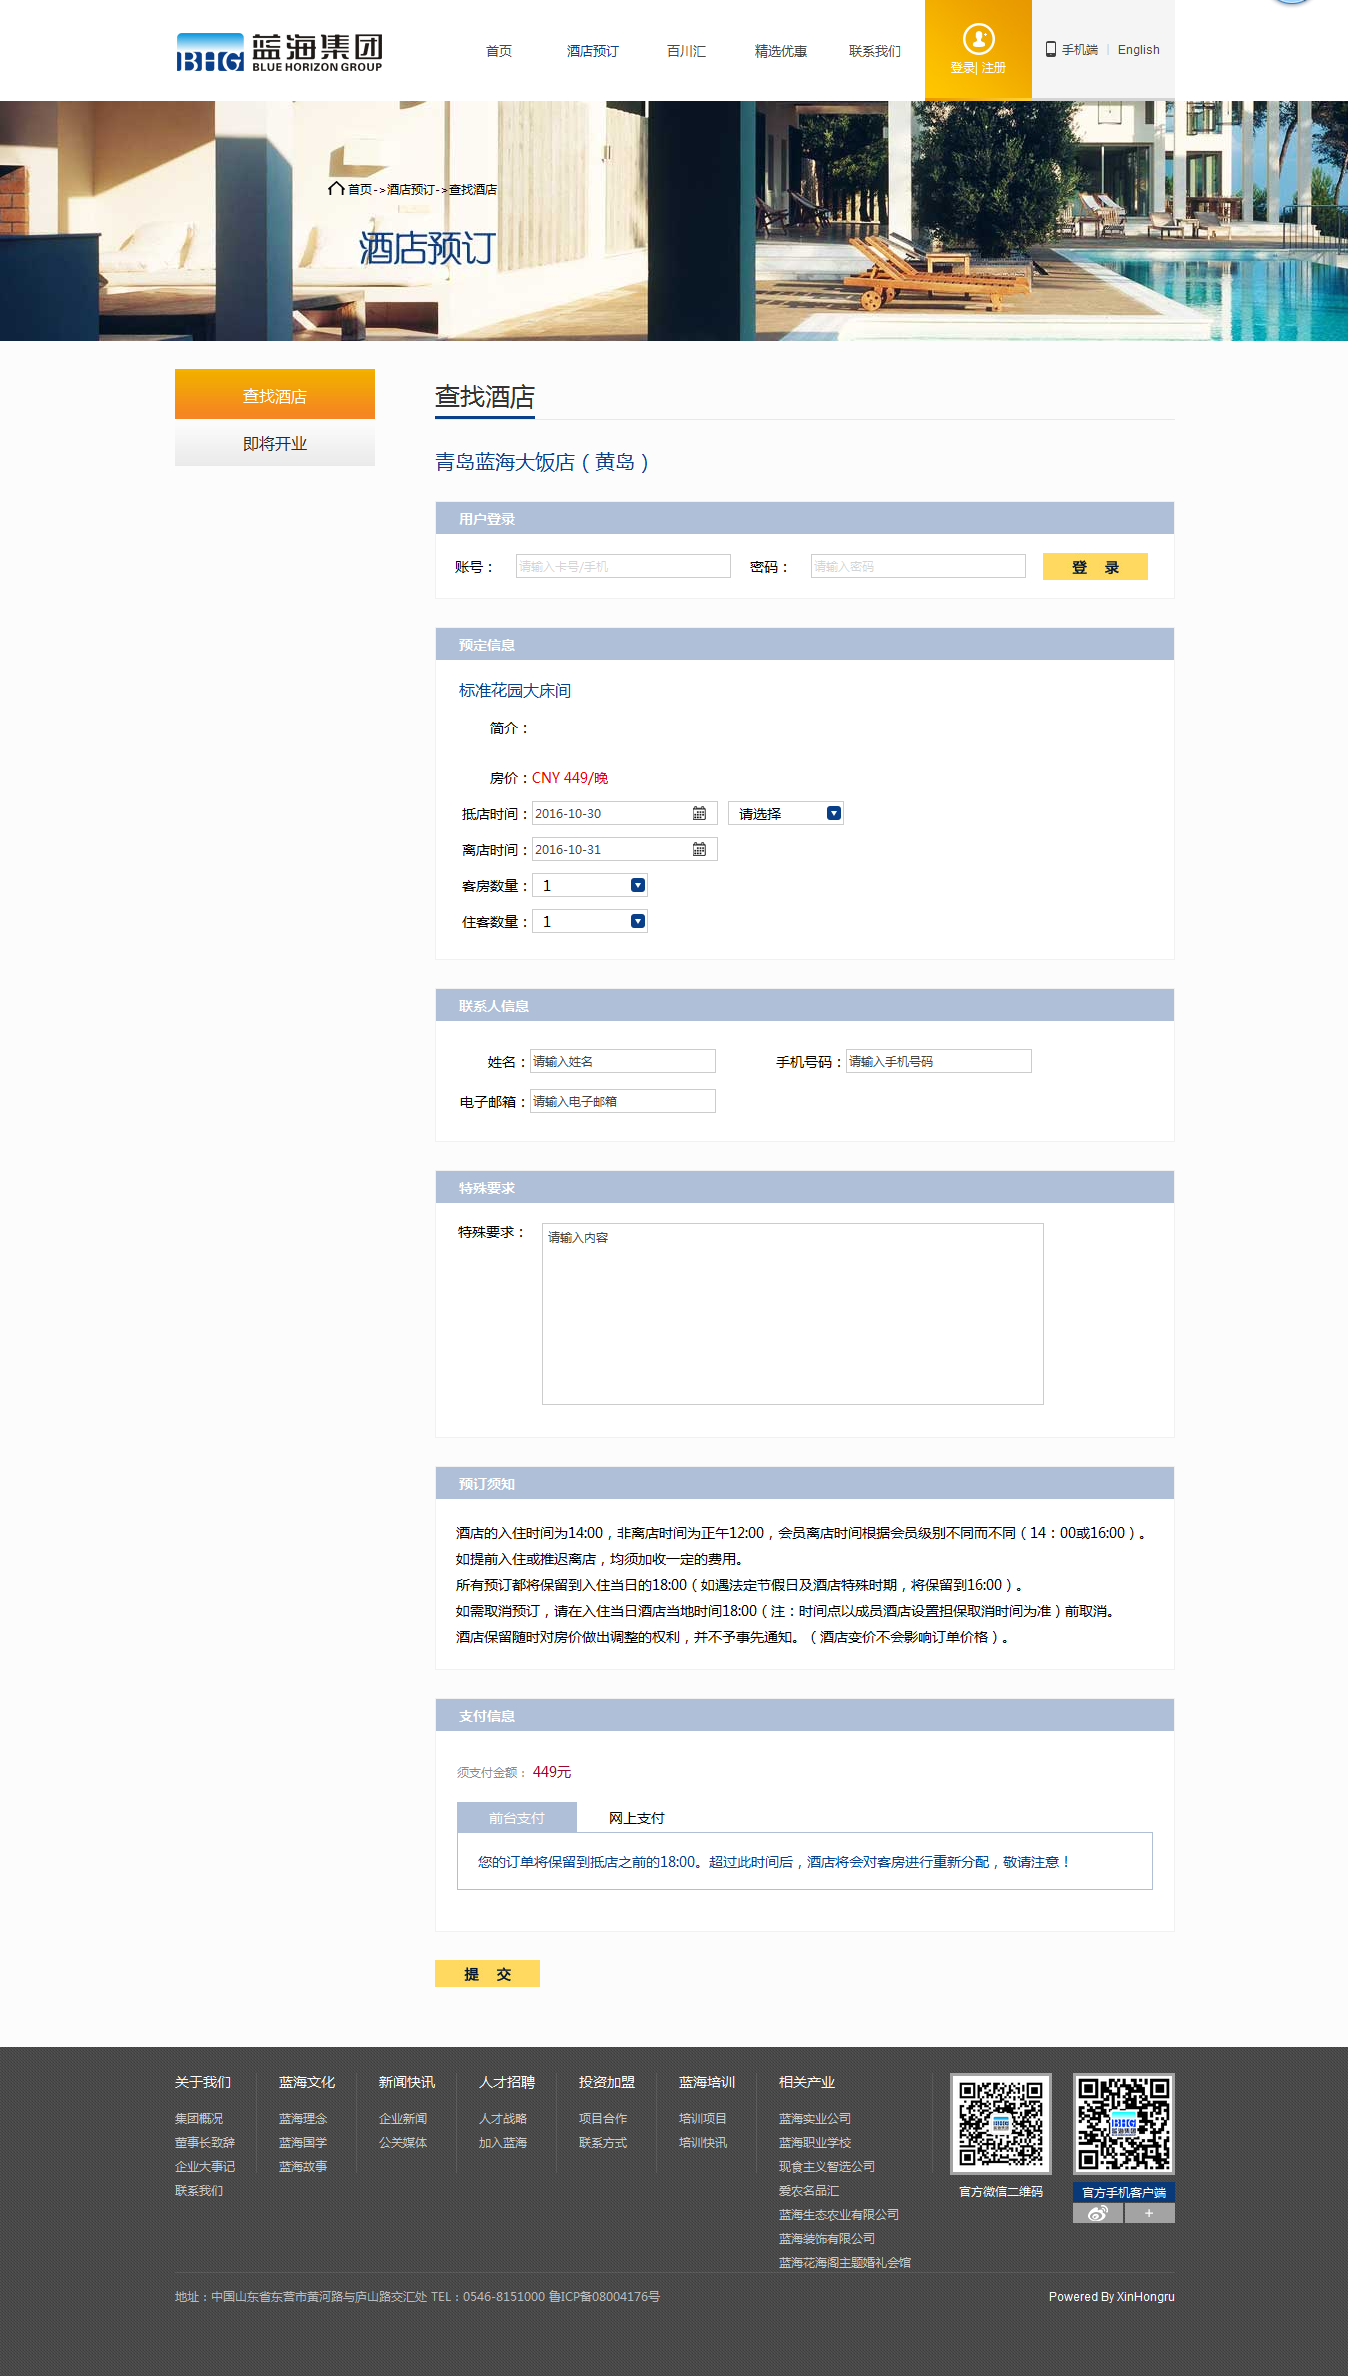 BHG 蓝海集团
BLUE HORIZON GROUP
首页 酒店预订 百川汇 精选优惠 联系我们
登录| 注册
手机端 | English
首页->酒店预订->查找酒店
酒店预订
查找酒店
即将开业
查找酒店
青岛蓝海大饭店（黄岛）
用户登录
账号： 请输入卡号/手机 密码： 请输入密码 登 录
预定信息
标准花园大床间
简介：
房价：CNY 449/晚
抵店时间： 2016-10-30 请选择
离店时间： 2016-10-31
客房数量： 1
住客数量： 1
联系人信息
姓名： 请输入姓名 手机号码： 请输入手机号码
电子邮箱： 请输入电子邮箱
特殊要求
特殊要求： 请输入内容
预订须知
酒店的入住时间为14:00，非离店时间为正午12:00，会员离店时间根据会员级别不同而不同（14：00或16:00）。
如提前入住或推迟离店，均须加收一定的费用。
所有预订都将保留到入住当日的18:00（如遇法定节假日及酒店特殊时期，将保留到16:00）。
如需取消预订，请在入住当日酒店当地时间18:00（注：时间点以成员酒店设置担保取消时间为准）前取消。
酒店保留随时对房价做出调整的权利，并不予事先通知。（酒店变价不会影响订单价格）。
支付信息
须支付金额： 449元
前台支付 网上支付
您的订单将保留到抵店之前的18:00。超过此时间后，酒店将会对客房进行重新分配，敬请注意！
提 交
关于我们 蓝海文化 新闻快讯 人才招聘 投资加盟 蓝海培训 相关产业
集团概况 蓝海理念 企业新闻 人才战略 项目合作 培训项目 蓝海实业公司
董事长致辞 蓝海国学 公关媒体 加入蓝海 联系方式 培训快讯 蓝海职业学校
企业大事记 蓝海故事 现食主义智选公司
联系我们 爱农名品汇 官方微信二维码 官方手机客户端
蓝海生态农业有限公司 +
蓝海装饰有限公司
蓝海花海阁主题婚礼会馆
地址：中国山东省东营市黄河路与庐山路交汇处 TEL：0546-8151000 鲁ICP备08004176号 Powered By XinHongru